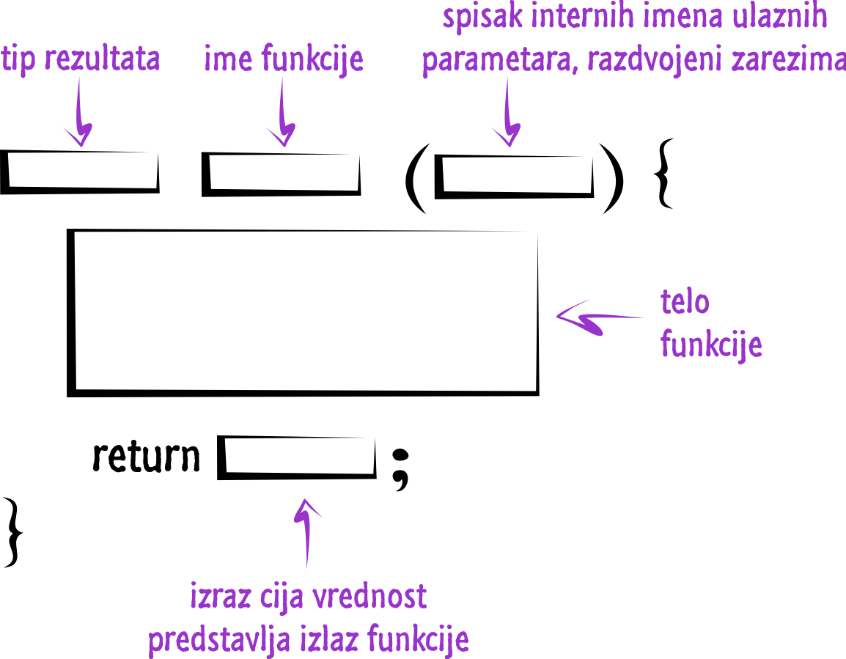 spisak internih imena ulaznih
tip rezultata ime funkcije parametara, razdvojeni zarezima
( ) {
telo
funkcije
return ;
}
izraz cija vrednost
predstavlja izlaz funkcije